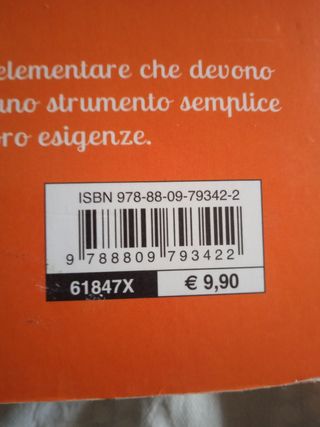 elementare che devono
uno strumento semplice
oro esigenze.
ISBN 978-88-09-79342-2
9 788809 793422
61847X € 9,90